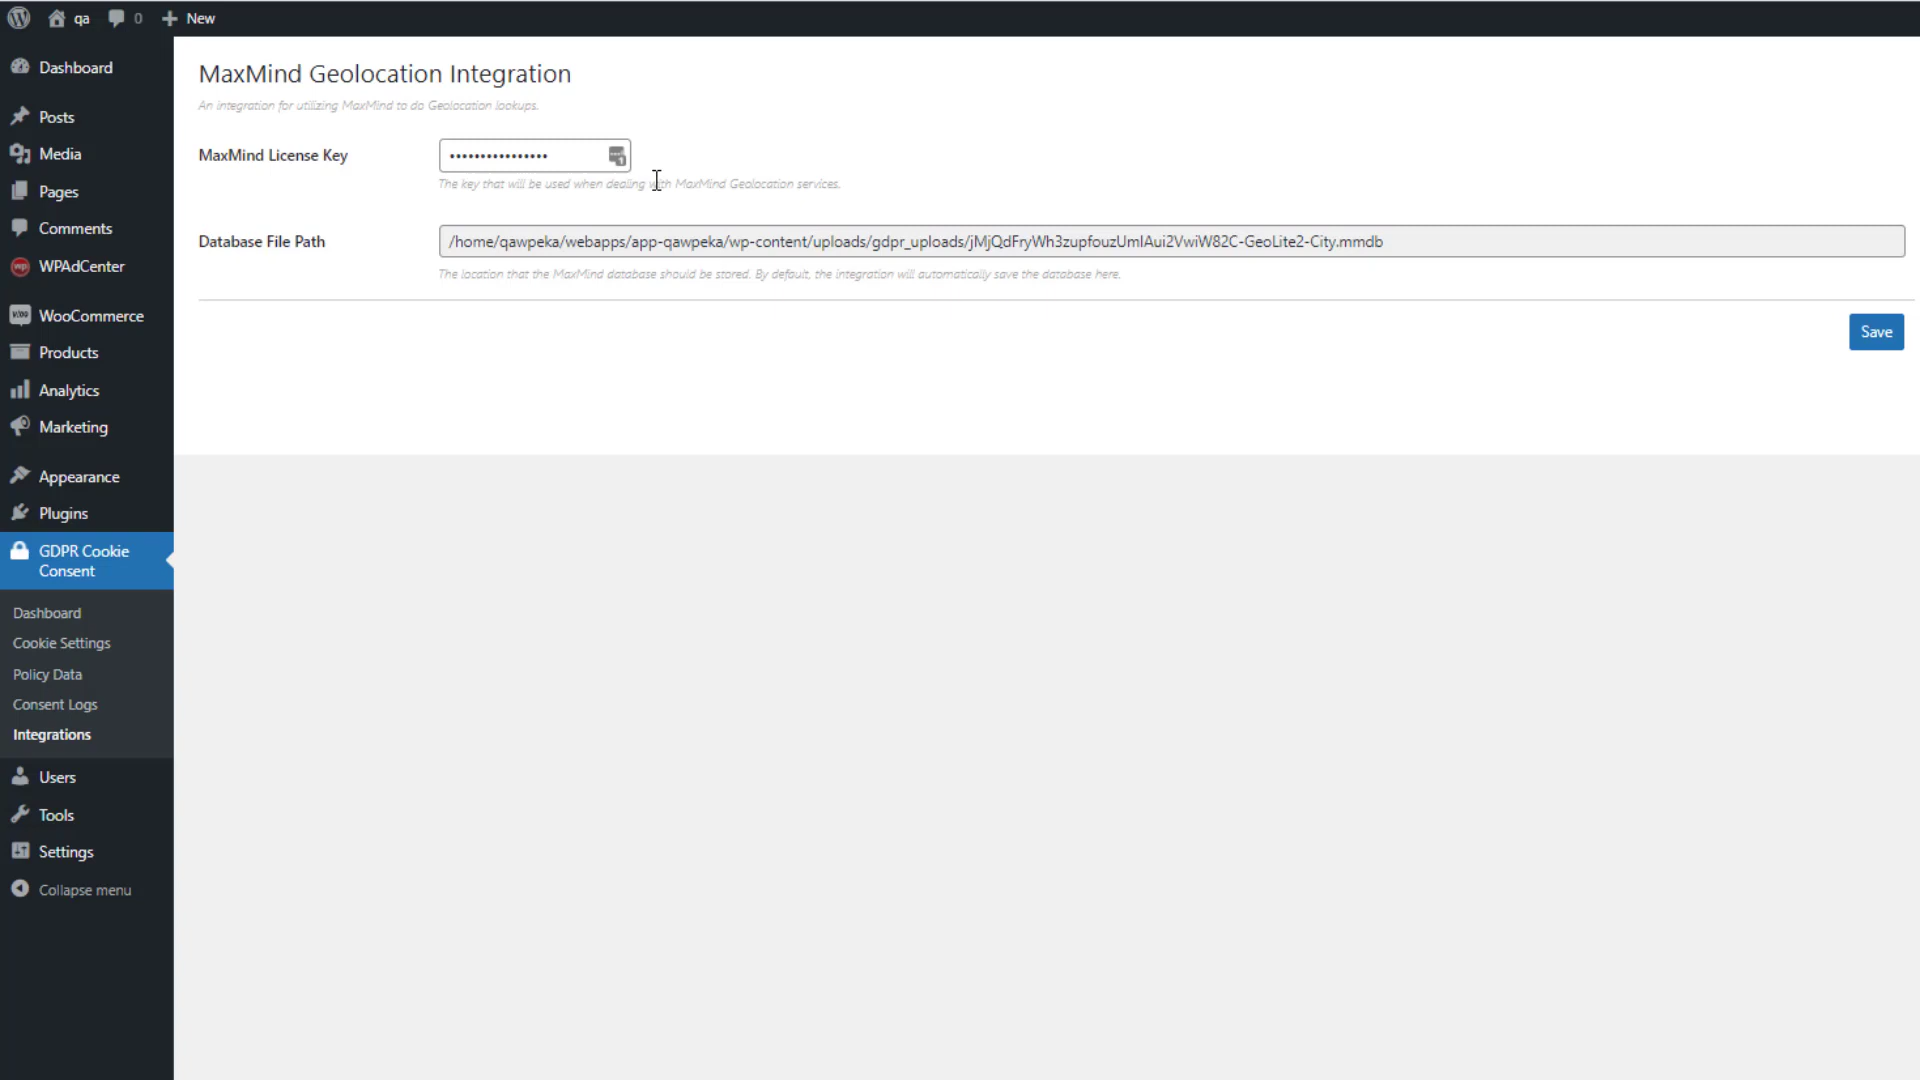 qa
0
New
Dashboard
Posts
Media
Pages
Comments
WPAdCenter
WooCommerce
Products
Analytics
Marketing
Appearance
Plugins
GDPR Cookie
Consent
Dashboard
Cookie Settings
Policy Data
Consent Logs
Integrations
Users
Tools
Settings
Collapse menu
MaxMind Geolocation Integration
An integration for utilizing MaxMind to do Geolocation lookups.
MaxMind License Key
••••••••••••••••
1
The key that will be used when dealing with MaxMind Geolocation services.
Database File Path
/home/qawpeka/webapps/app-qawpeka/wp-content/uploads/gdpr_uploads/jMjQdFryWh3zupfouzUmlAui2VwiW82C-GeoLite2-City.mmdb
The location that the MaxMind database should be stored. By default, the integration will automatically save the database here.
Save